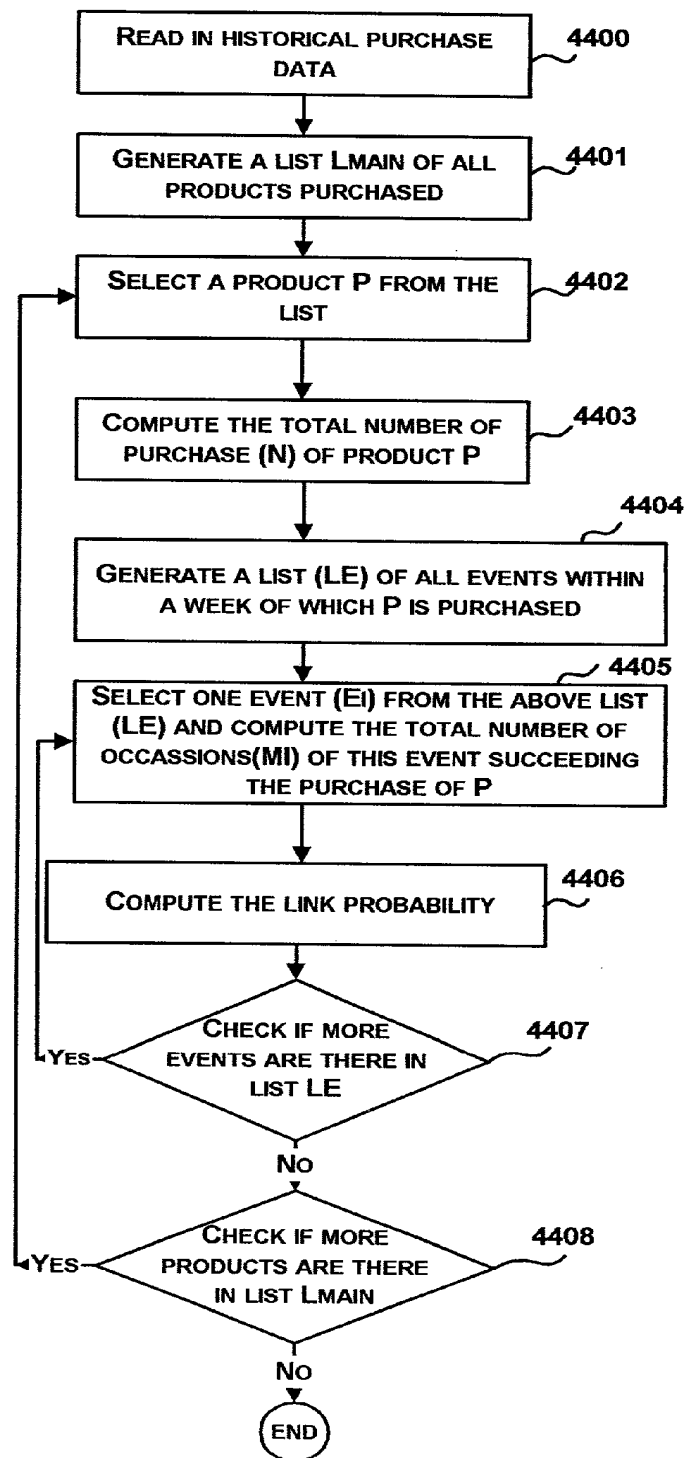 READ IN HISTORICAL PURCHASE
DATA
4400
GENERATE A LIST LMAIN OF ALL
PRODUCTS PURCHASED
4401
SELECT A PRODUCT P FROM THE
LIST
4402
COMPUTE THE TOTAL NUMBER OF
PURCHASE (N) OF PRODUCT P
4403
4404
GENERATE A LIST (LE) OF ALL EVENTS WITHIN
A WEEK OF WHICH P IS PURCHASED
4405
SELECT ONE EVENT (EI) FROM THE ABOVE LIST
(LE) AND COMPUTE THE TOTAL NUMBER OF
OCCASSIONS(MI) OF THIS EVENT SUCCEEDING
THE PURCHASE OF P
4406
COMPUTE THE LINK PROBABILITY
CHECK IF MORE
EVENTS ARE THERE IN
LIST LE
4407
YES
NO
CHECK IF MORE
PRODUCTS ARE THERE
IN LIST LMAIN
4408
YES
NO
END